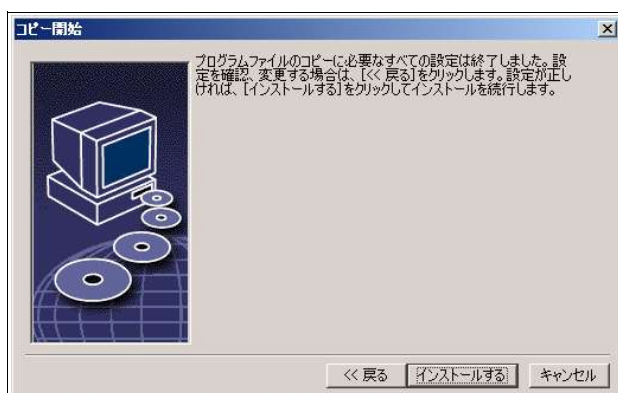 コピー開始
プログラムファイルのコピーに必要なすべての設定は終了しました。設
定を確認、変更する場合は、[<< 戻る]をクリックします。設定が正し
ければ、[インストールする]をクリックしてインストールを続行します。
<< 戻る
インストールする
キャンセル